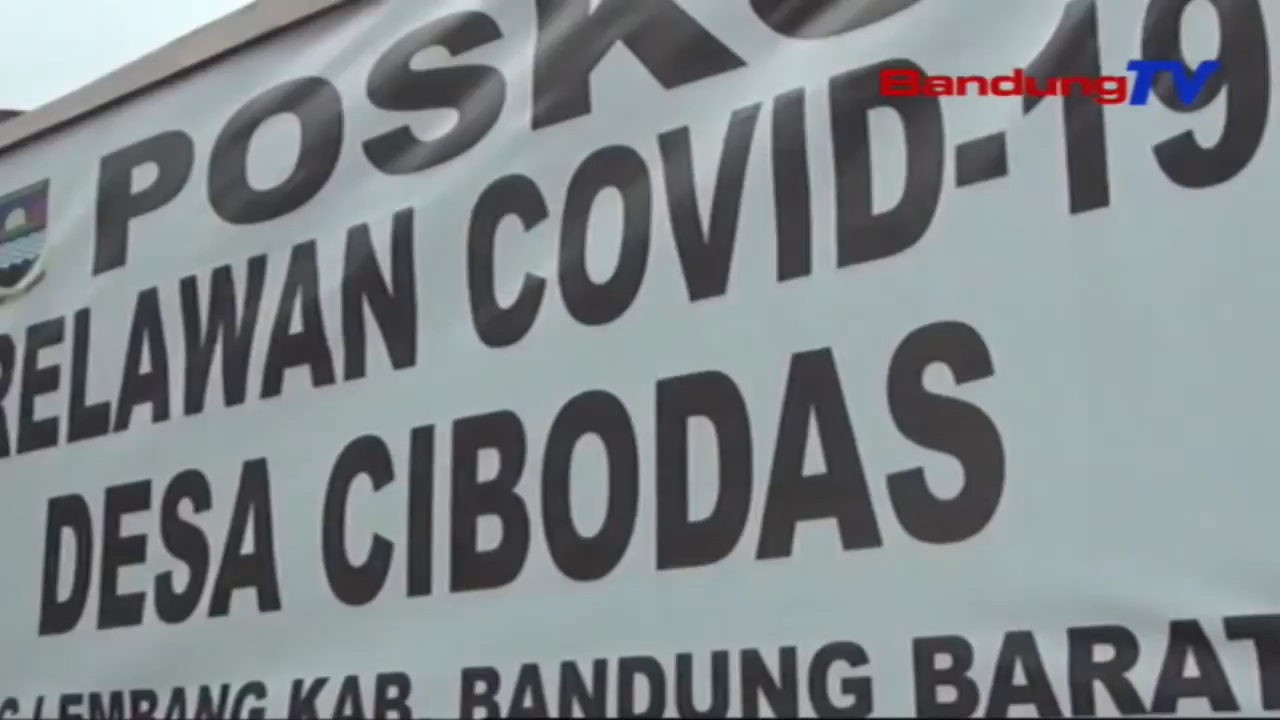 POSKO
BandungTV
RELAWAN COVID-19
DESA CIBODAS
LEMBANG KAB. BANDUNG BARAT